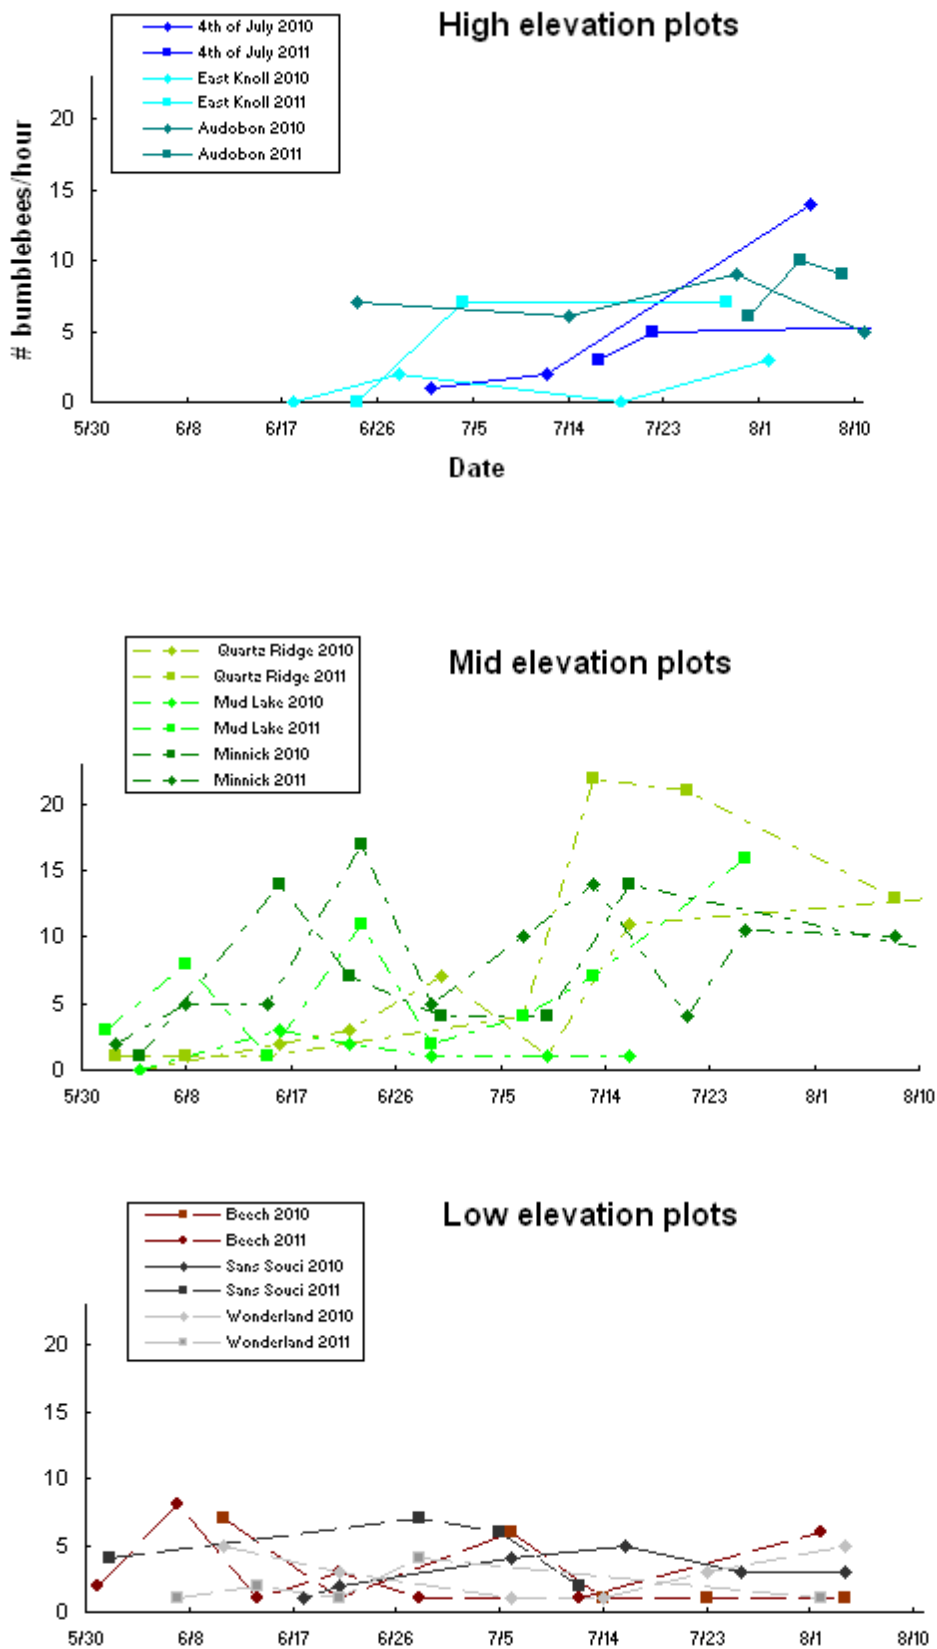 High elevation plots
4th of July 2010
4th of July 2011
East Knoll 2010
East Knoll 2011
Audobon 2010
Audobon 2011
# bumblebees/hour
20
15
10
5
0
5/30 6/8 6/17 6/26 7/5 7/14 7/23 8/1 8/10
Date
Mid elevation plots
Quartz Ridge 2010
Quartz Ridge 2011
Mud Lake 2010
Mud Lake 2011
Minnick 2010
Minnick 2011
20
15
10
5
0
5/30 6/8 6/17 6/26 7/5 7/14 7/23 8/1 8/10
Low elevation plots
Beech 2010
Beech 2011
Sans Souci 2010
Sans Souci 2011
Wonderland 2010
Wonderland 2011
20
15
10
5
0
5/30 6/8 6/17 6/26 7/5 7/14 7/23 8/1 8/10